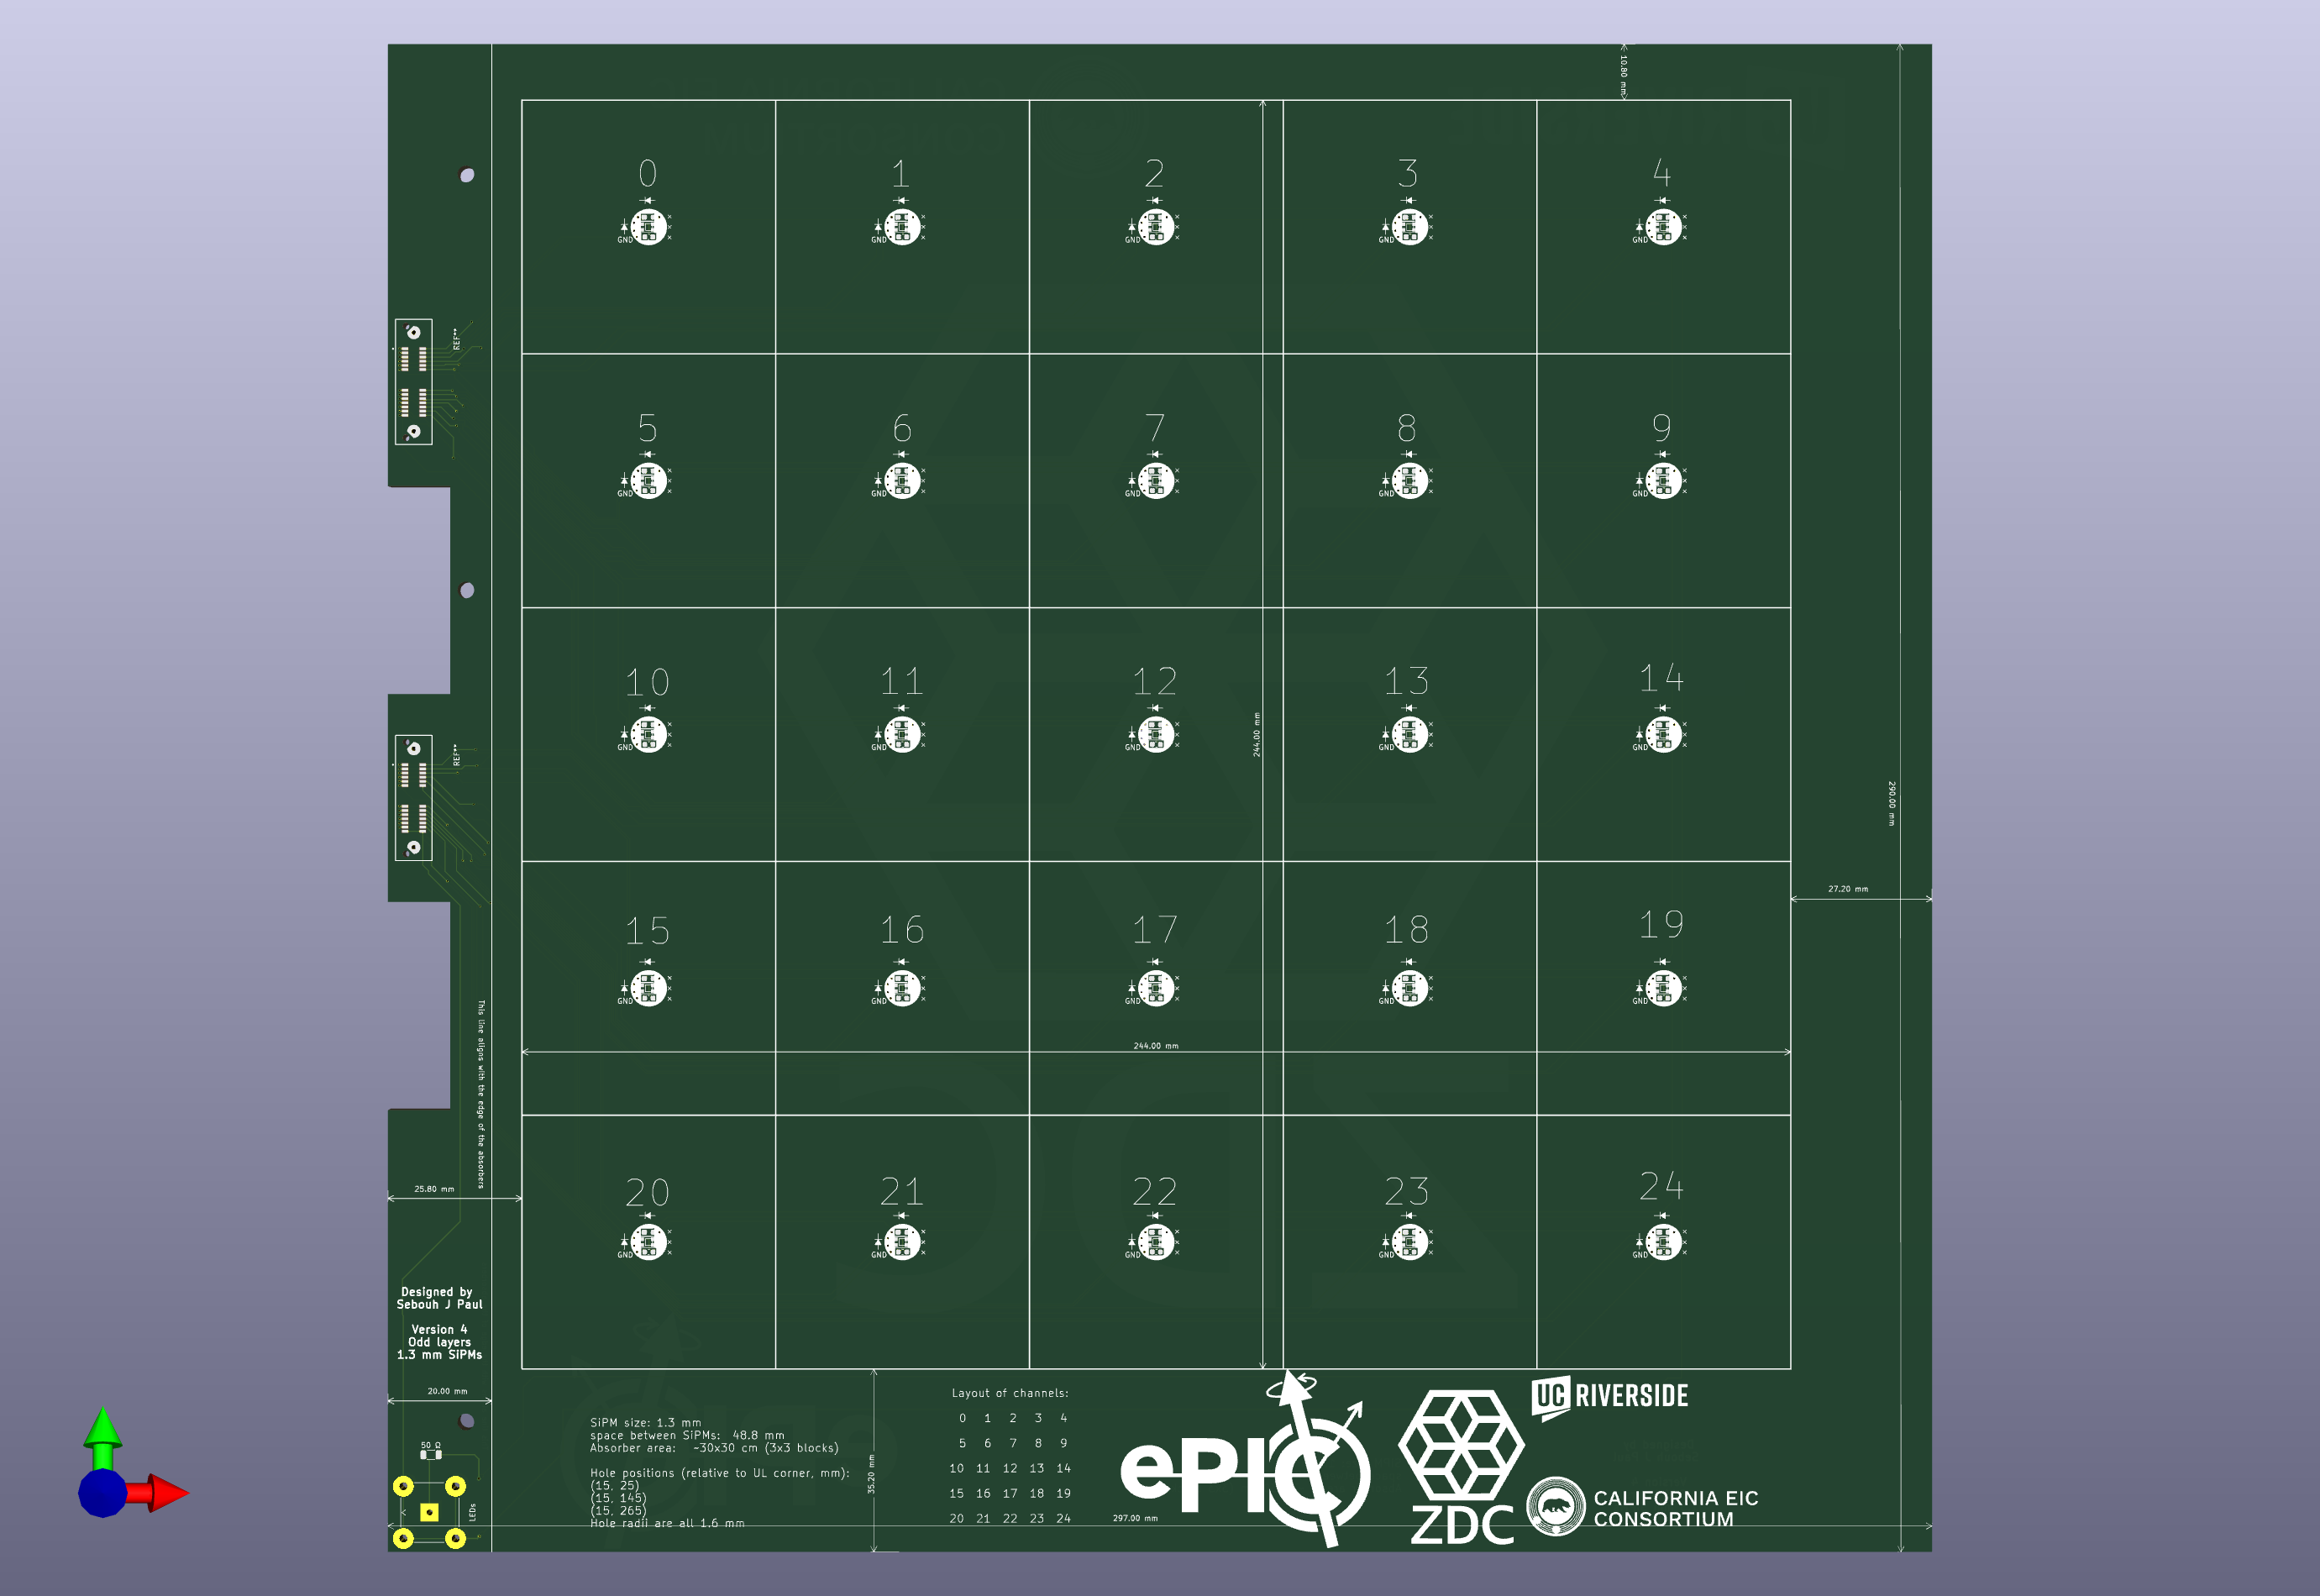 10.80 mm
0 1 2 3 4
GND GND GND GND GND
REF**
5 6 7 8 9
GND GND GND GND GND
10 11 12 13 14
GND GND GND GND GND
REF**
244.00 mm
290.00 mm
27.20 mm
15 16 17 18 19
GND GND GND GND GND
This line aligns with the edge of the absorbers
244.00 mm
25.80 mm
20 21 22 23 24
GND GND GND GND GND
Designed by
Sebouh J Paul
Version 4
Odd layers
1.3 mm SiPMs
20.00 mm
50 Ω
LEDs
SiPM size: 1.3 mm
space between SiPMs: 48.8 mm
Absorber area: ~30x30 cm (3x3 blocks)
Hole positions (relative to UL corner, mm):
(15, 25)
(15, 145)
(15, 265)
Hole radii are all 1.6 mm
35.20 mm
Layout of channels:
0 1 2 3 4
5 6 7 8 9
10 11 12 13 14
15 16 17 18 19
20 21 22 23 24
297.00 mm
ePIC
ZDC
UC RIVERSIDE
CALIFORNIA EIC
CONSORTIUM